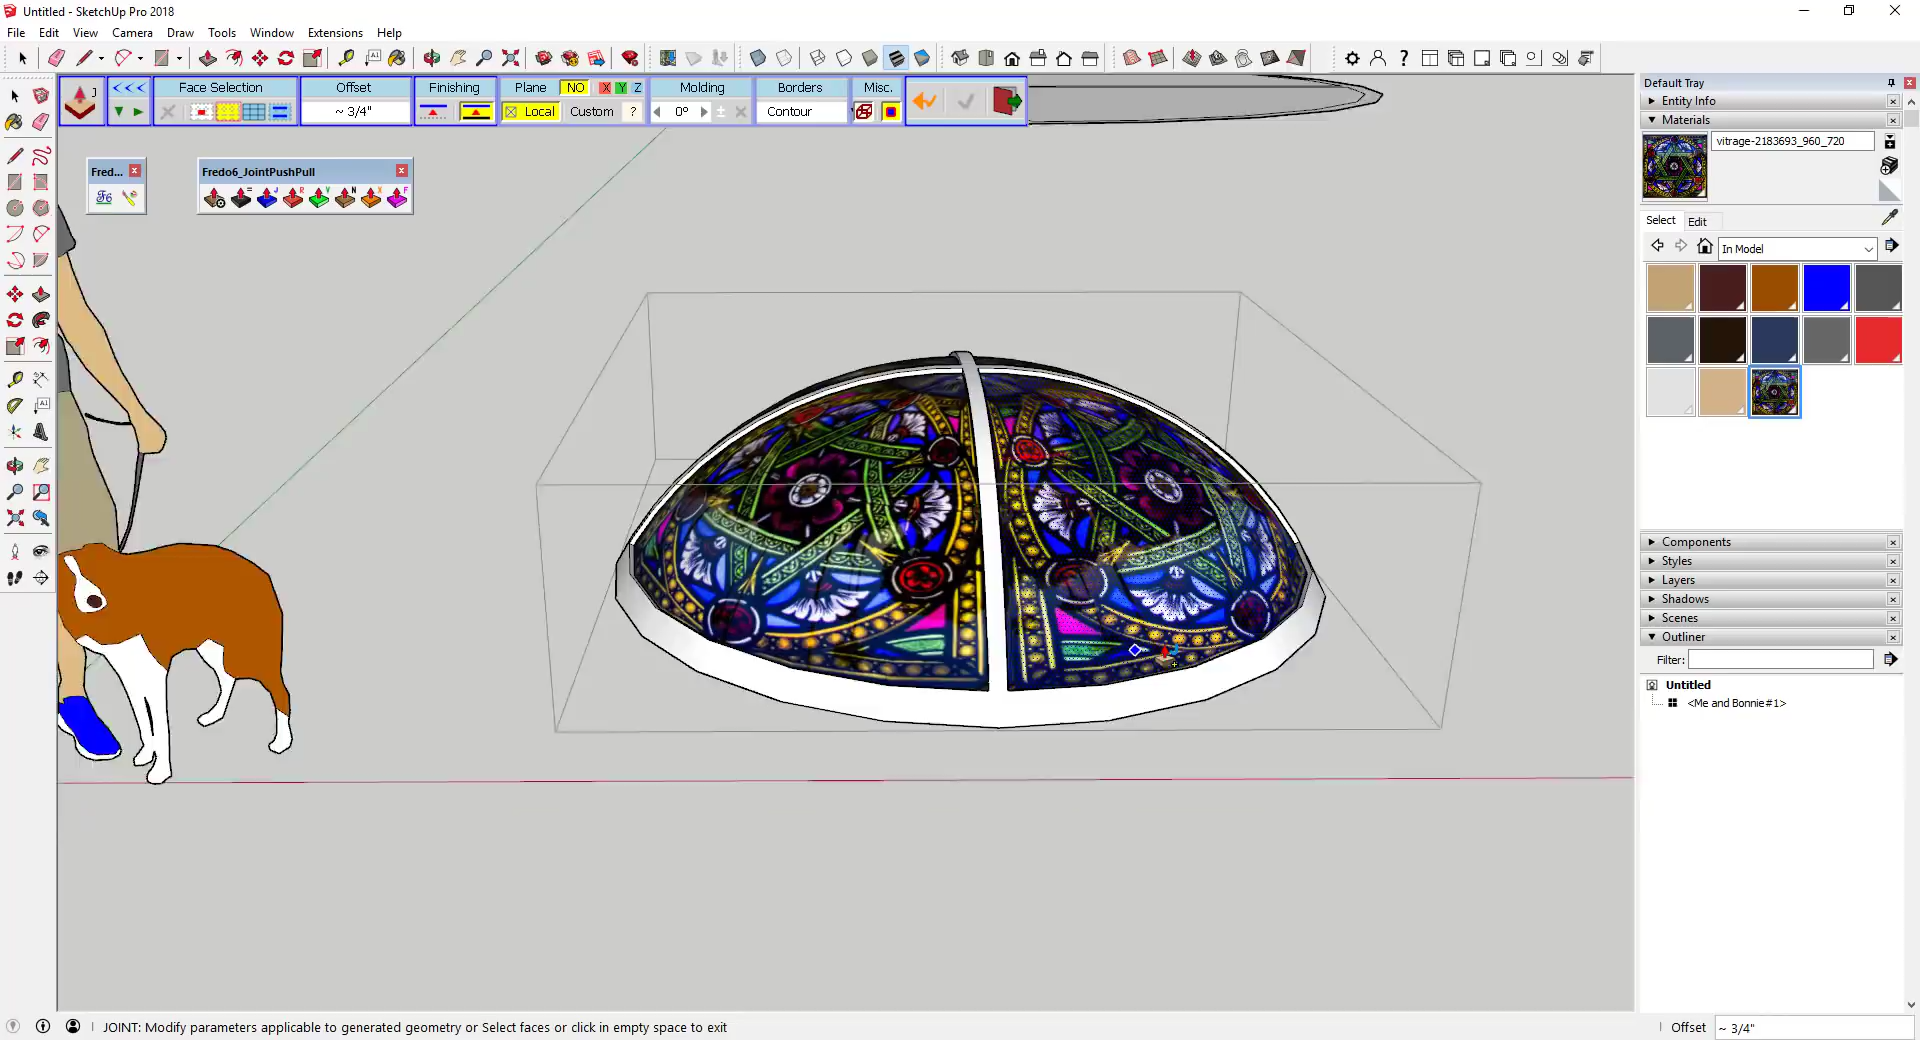 Untitled - SketchUp Pro 2018
File Edit View Camera Draw Tools Window Extensions Help
J <<< Face Selection Offset Finishing Plane NO X Y Z Molding Borders Misc.
~ 3/4" Local Custom ? 0° ± Contour
Fred...
Fredo6_JointPushPull
Default Tray
Entity Info
Materials
vitrage-2183693_960_720
Select Edit
In Model
Components
Styles
Layers
Shadows
Scenes
Outliner
Filter:
Untitled
<Me and Bonnie#1>
JOINT: Modify parameters applicable to generated geometry or Select faces or click in empty space to exit
Offset ~ 3/4"